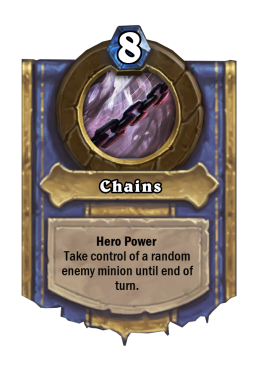 8
Chains
Hero Power
Take control of a random
enemy minion until end of
turn.